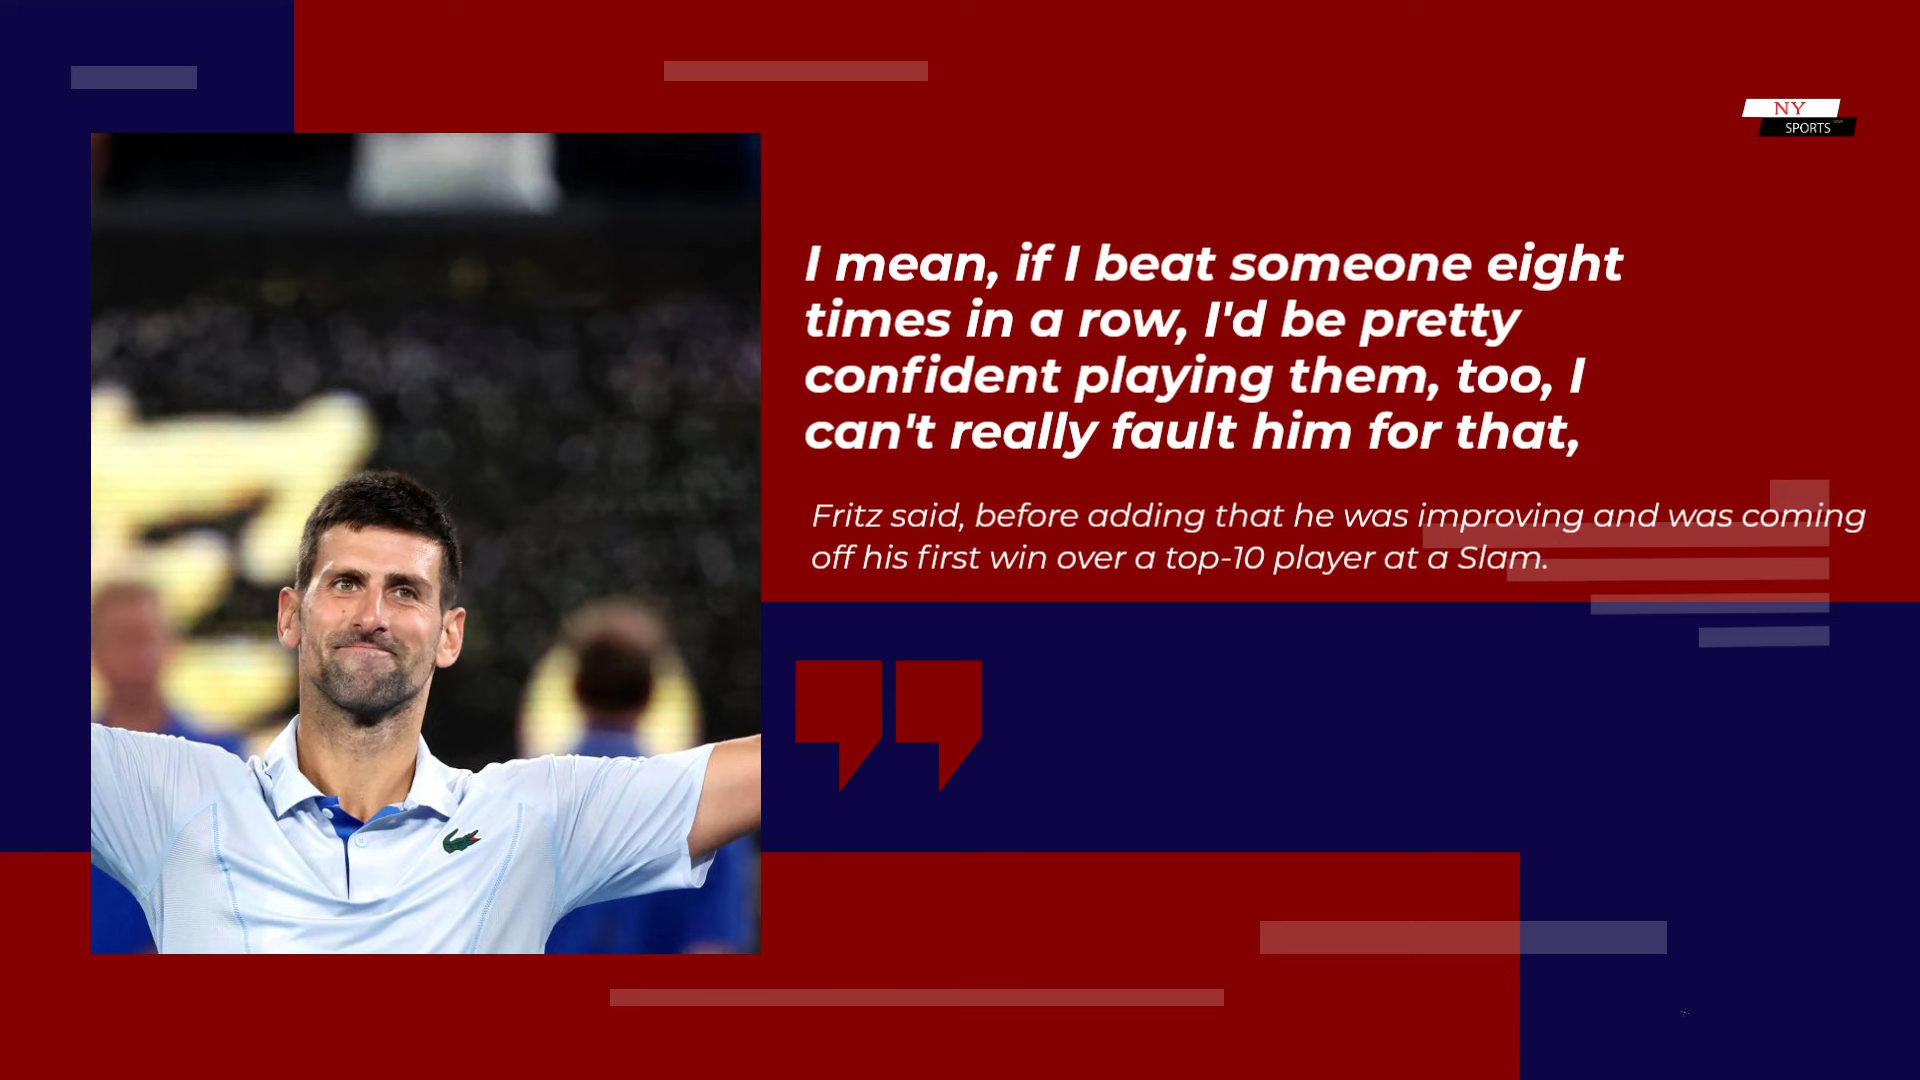 NY
SPORTS
I mean, if I beat someone eight
times in a row, I'd be pretty
confident playing them, too, I
can't really fault him for that,
Fritz said, before adding that he was improving and was coming
off his first win over a top-10 player at a Slam.